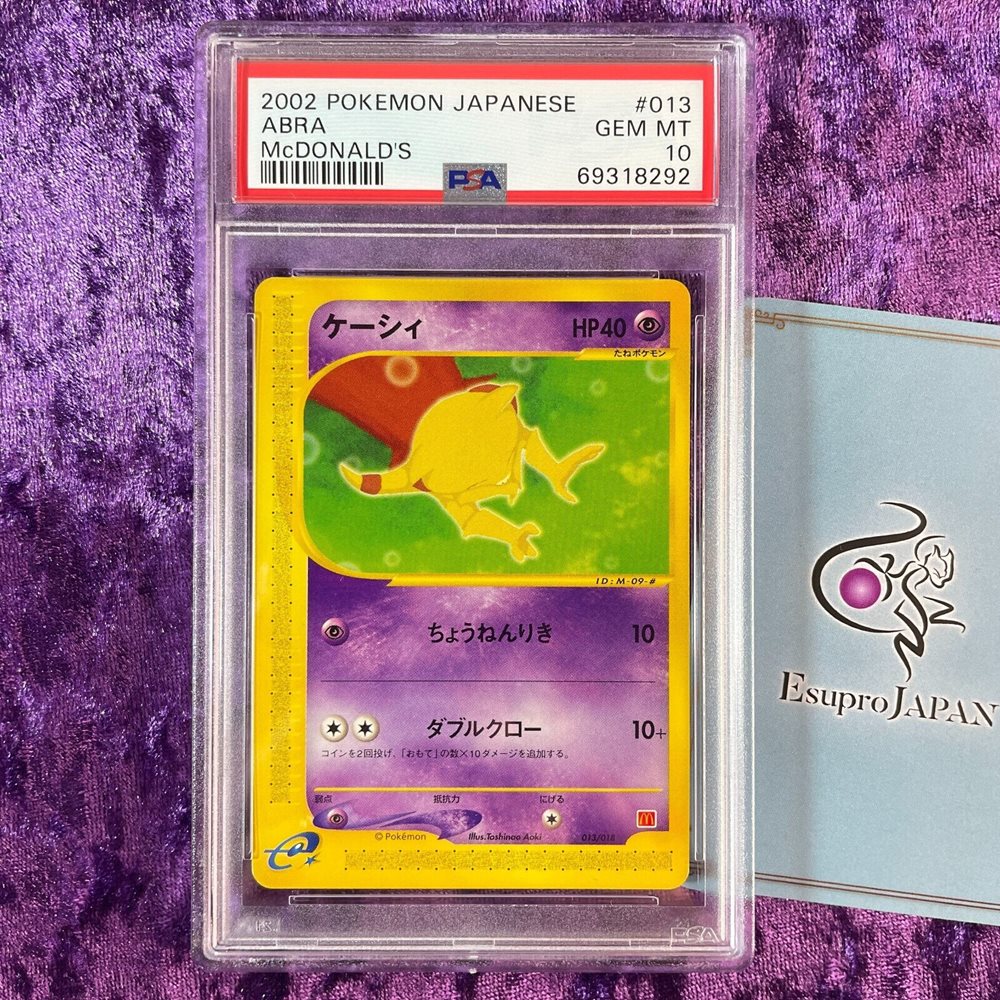 2002 POKEMON JAPANESE #013
ABRA GEM MT
McDONALD'S 10
PSA 69318292
ケーシィ HP40
たねポケモン
ID:M-09-#
ちょうねんりき 10
ダブルクロー 10+
コインを2回投げ、「おもて」の数×10ダメージを追加する。
弱点 抵抗力 にげる
© Pokémon Illus.Toshinao Aoki 013/018
e
PSA
EsuproJAPAN